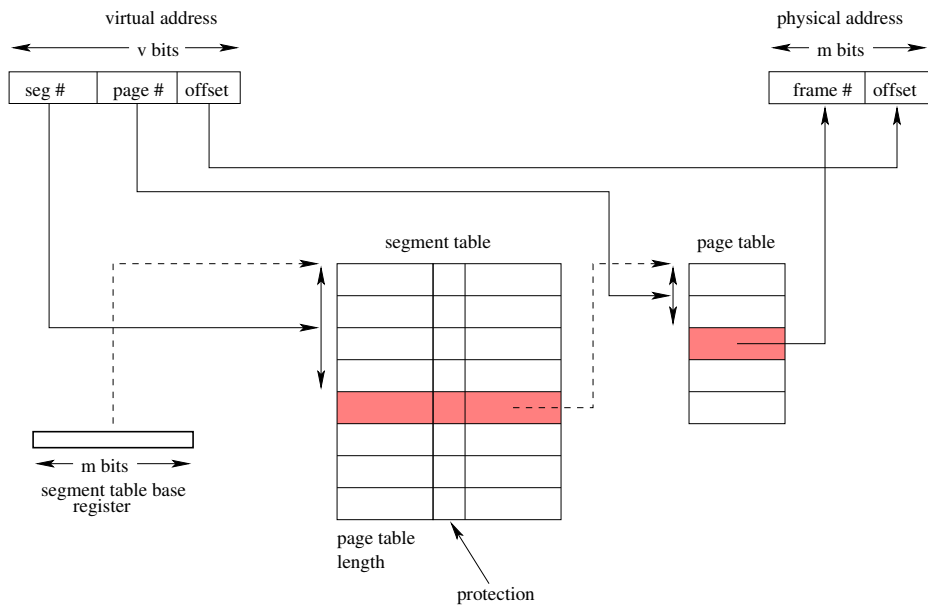 virtual address
physical address
v bits
m bits
seg #
page #
offset
frame #
offset
segment table
page table
m bits
segment table base
register
page table
length
protection